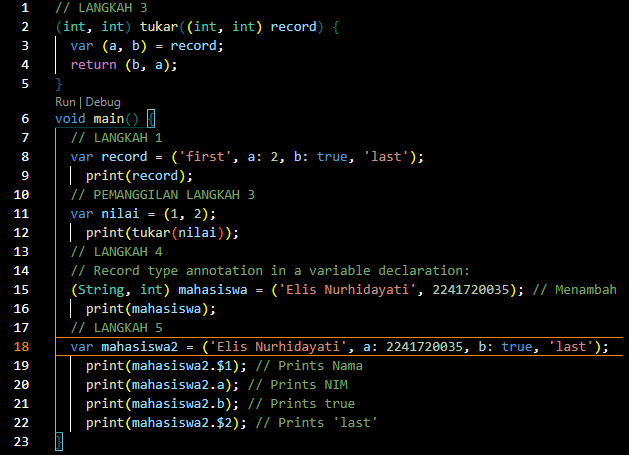 1 // LANGKAH 3
2 (int, int) tukar((int, int) record) {
3 var (a, b) = record;
4 return (b, a);
5 }
Run | Debug
6 void main() {
7 // LANGKAH 1
8 var record = ('first', a: 2, b: true, 'last');
9 print(record);
10 // PEMANGGILAN LANGKAH 3
11 var nilai = (1, 2);
12 print(tukar(nilai));
13 // LANGKAH 4
14 // Record type annotation in a variable declaration:
15 (String, int) mahasiswa = ('Elis Nurhidayati', 2241720035); // Menambah
16 print(mahasiswa);
17 // LANGKAH 5
18 var mahasiswa2 = ('Elis Nurhidayati', a: 2241720035, b: true, 'last');
19 print(mahasiswa2.$1); // Prints Nama
20 print(mahasiswa2.a); // Prints NIM
21 print(mahasiswa2.b); // Prints true
22 print(mahasiswa2.$2); // Prints 'last'
23 }